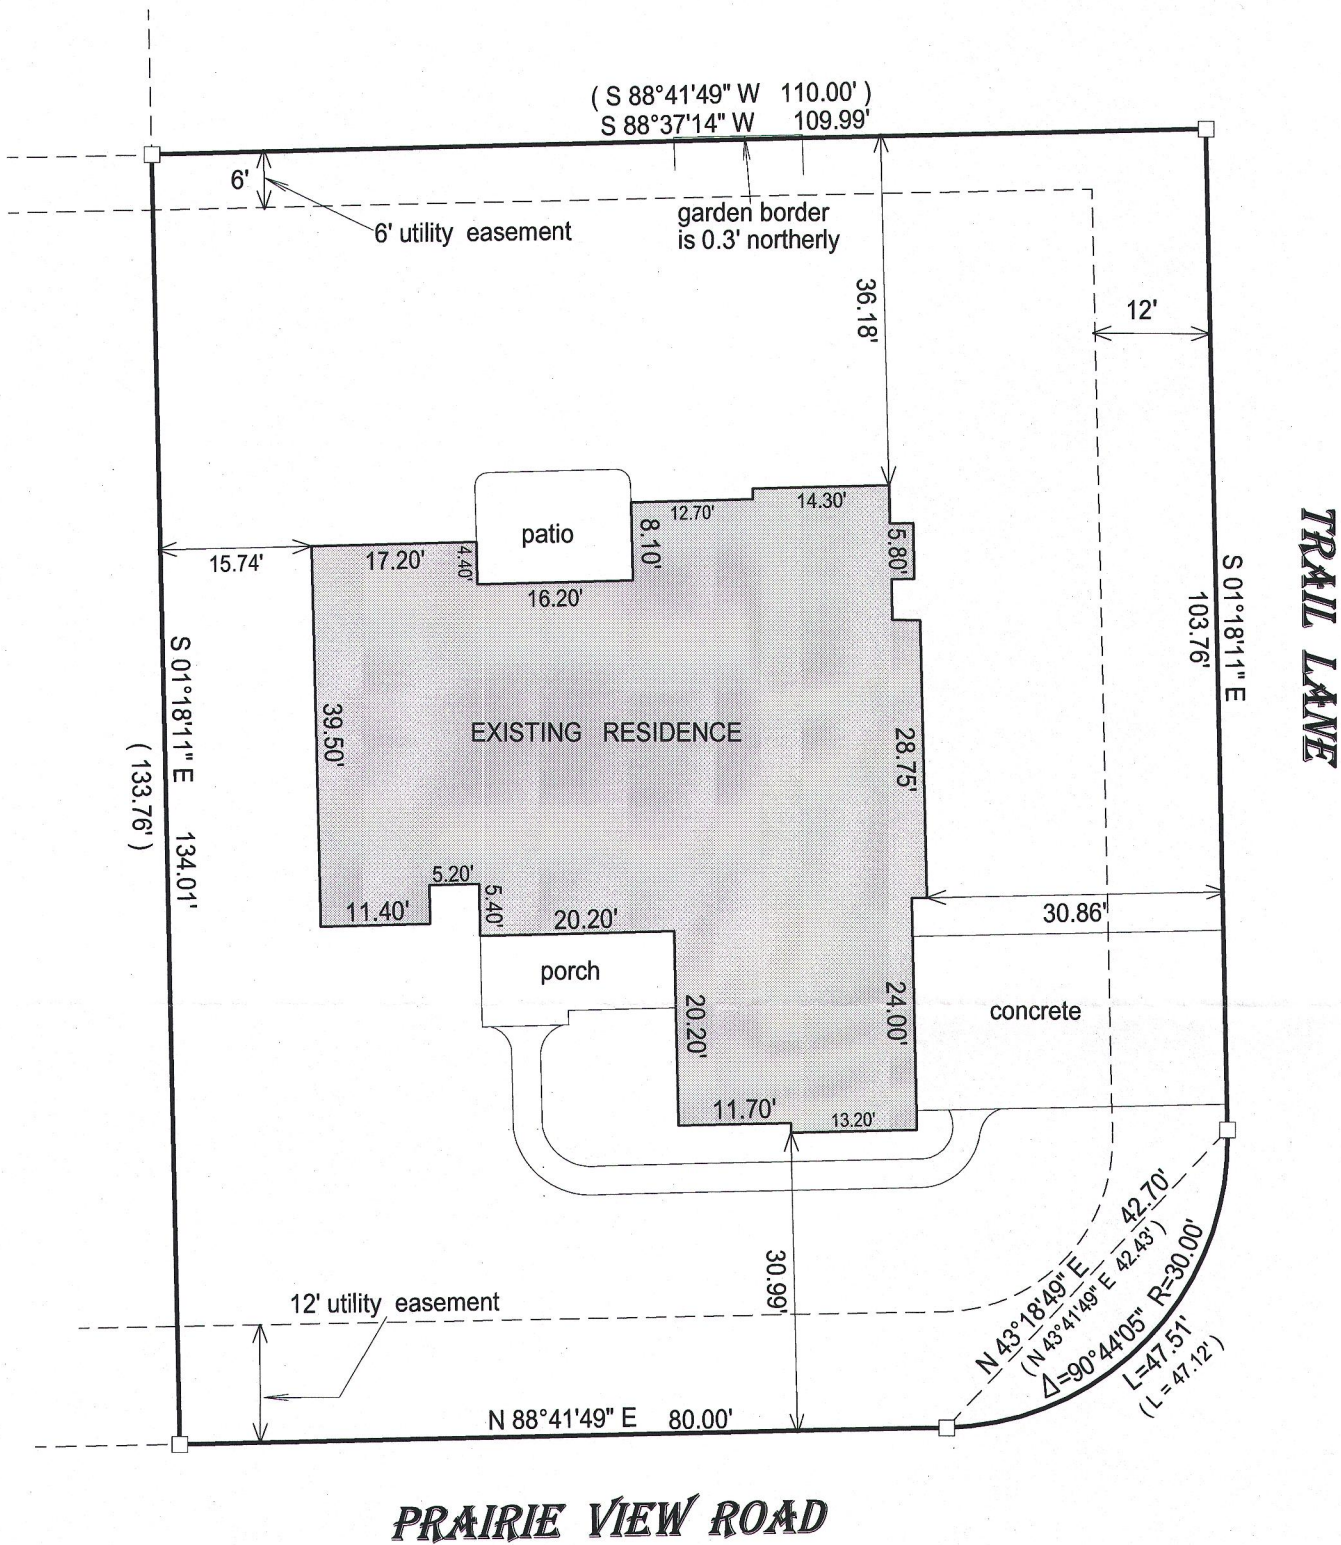 ( S 88°41'49" W 110.00' )
S 88°37'14" W 109.99'
6'
6' utility easement
garden border
is 0.3' northerly
36.18'
12'
TRAIL LANE
S 01°18'11" E
103.76'
15.74'
17.20'
4.40'
patio
16.20'
8.10'
12.70'
14.30'
5.80'
S 01°18'11" E 134.01'
( 133.76' )
39.50'
EXISTING RESIDENCE
28.75'
5.20'
11.40'
5.40'
20.20'
30.86'
porch
20.20'
24.00'
concrete
11.70'
13.20'
30.99'
12' utility easement
N 43°18'49" E 42.70'
( N 43°41'49" E 42.43' )
Δ=90°44'05" R=30.00'
L=47.51'
( L = 47.12' )
N 88°41'49" E 80.00'
PRAIRIE VIEW ROAD